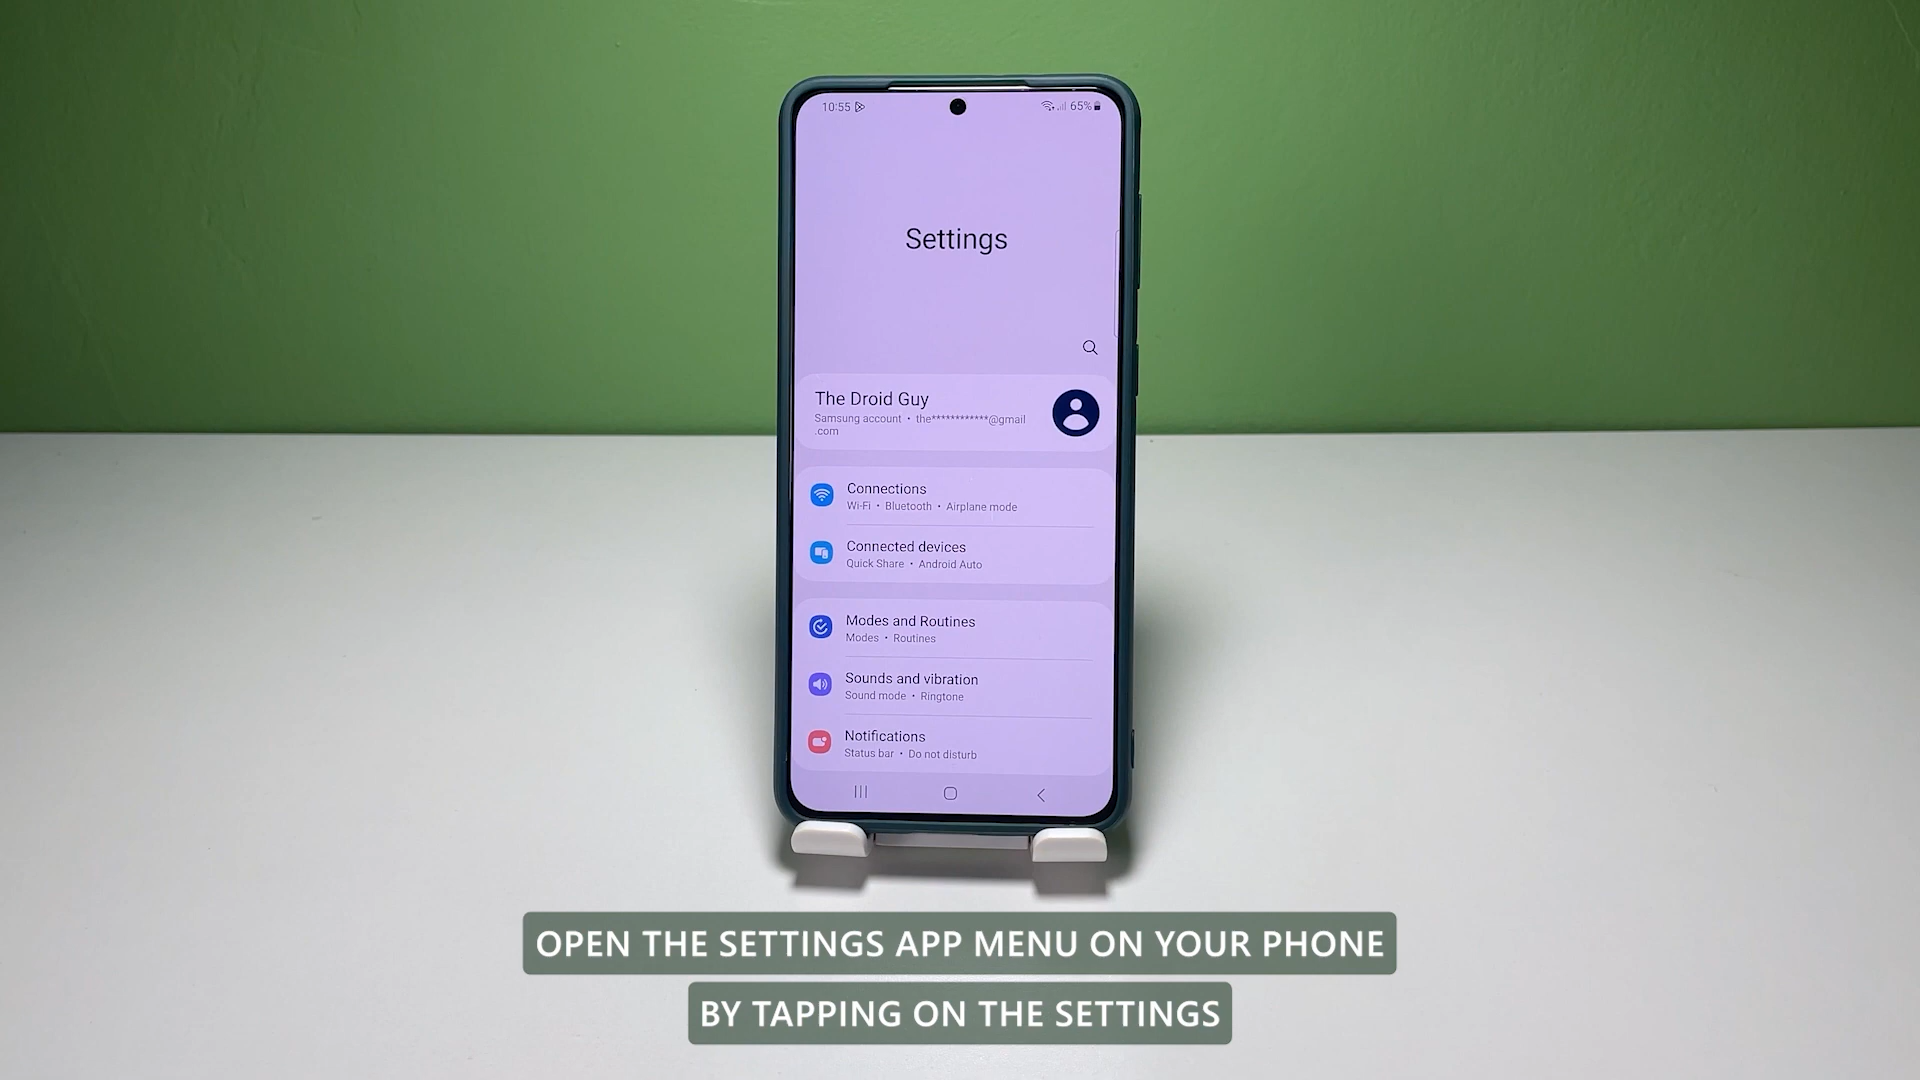 10:55
65%
Settings
The Droid Guy
Samsung account • the************@gmail
.com
Connections
Wi-Fi • Bluetooth • Airplane mode
Connected devices
Quick Share • Android Auto
Modes and Routines
Modes • Routines
Sounds and vibration
Sound mode • Ringtone
Notifications
Status bar • Do not disturb
OPEN THE SETTINGS APP MENU ON YOUR PHONE
BY TAPPING ON THE SETTINGS